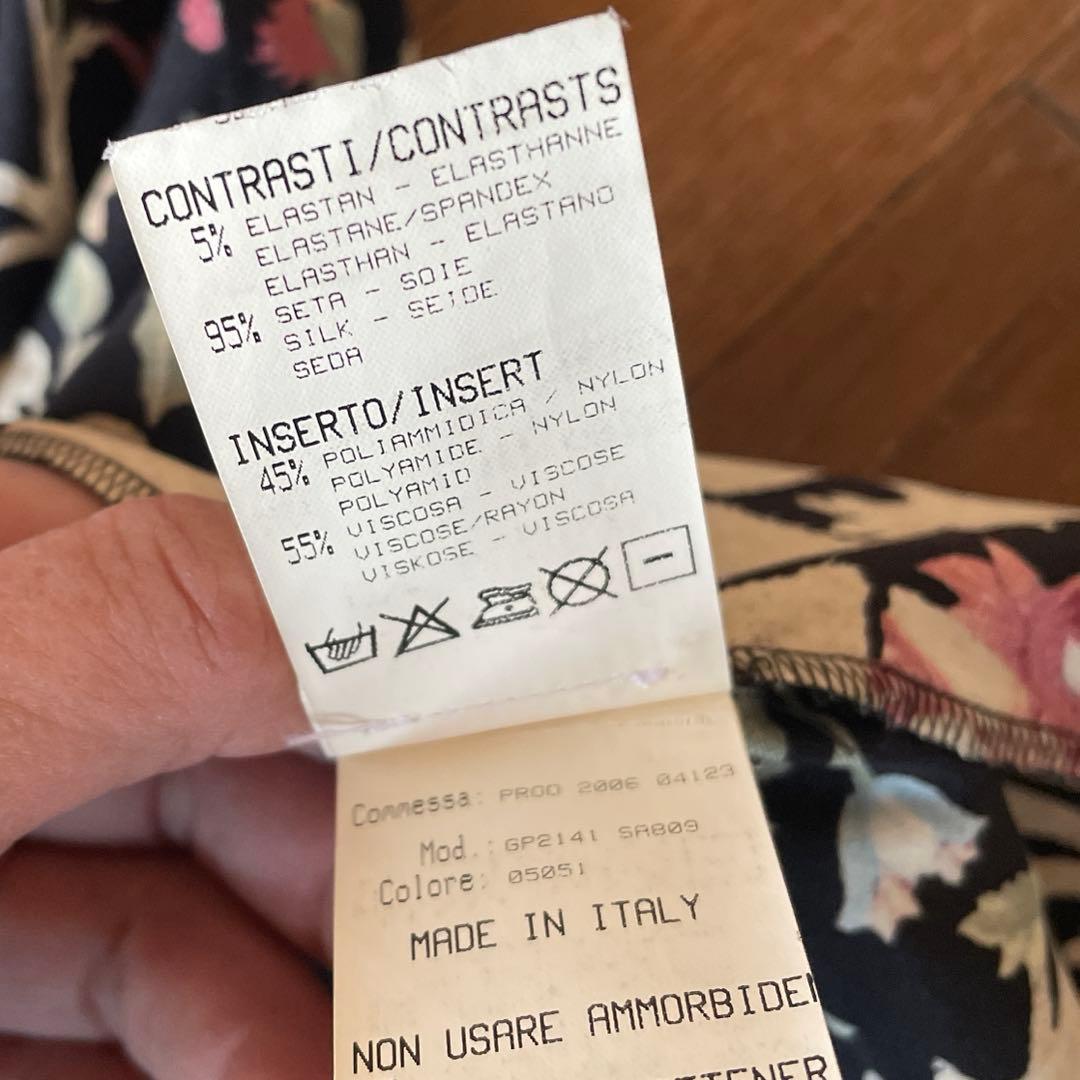 CONTRASTI/CONTRASTS
5% ELASTAN - ELASTHANNE
ELASTANE/SPANDEX
ELASTHAN - ELASTANO
95% SETA - SOIE
SILK - SEIDE
SEDA
INSERTO/INSERT
45% POLIAMMIDICA / NYLON
POLYAMIDE - NYLON
POLYAMID
55% VISCOSA - VISCOSE
VISCOSE/RAYON
VISKOSE - VISCOSA
Commessa: PROD 2006 04123
Mod.: GP2141 SA809
Colore: 05051
MADE IN ITALY
NON USARE AMMORBIDEN